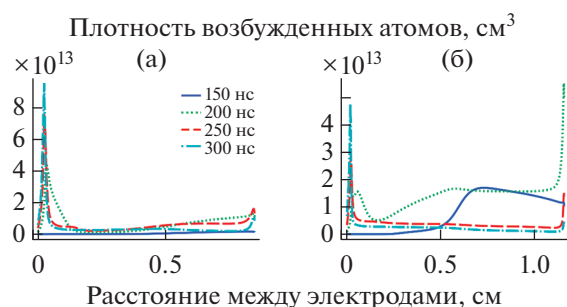 Плотность возбужденных атомов, см³
×10¹³ (а) ×10¹³ (б)
150 нс
200 нс
250 нс
300 нс
8
6
4
2
0
0 0.5
4
3
2
1
0
0 0.5 1.0
Расстояние между электродами, см